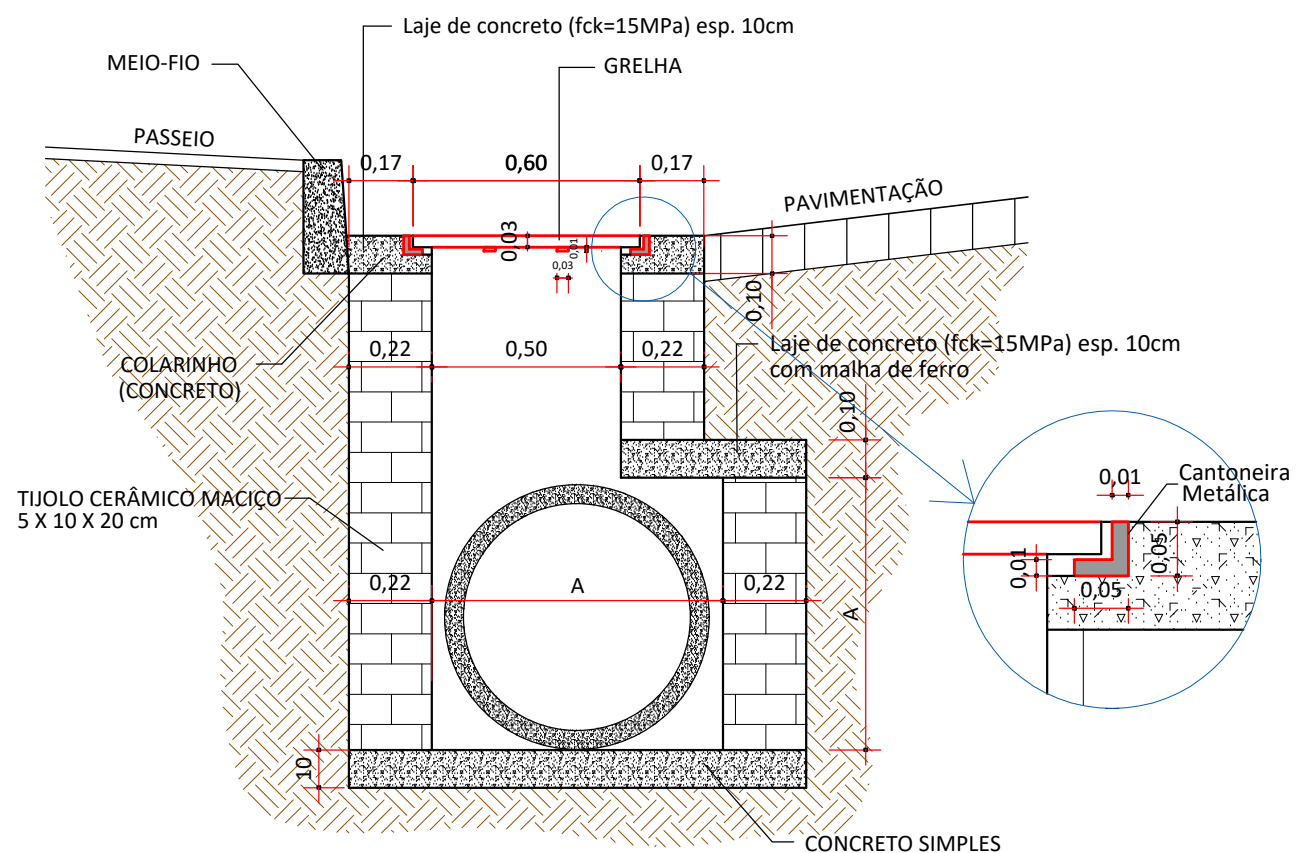 Laje de concreto (fck=15MPa) esp. 10cm
MEIO-FIO
GRELHA
PASSEIO
0,17
0,60
0,17
PAVIMENTAÇÃO
0,03
0,01
0,03
0,10
0,22
0,50
0,22
COLARINHO
(CONCRETO)
Laje de concreto (fck=15MPa) esp. 10cm
com malha de ferro
0,10
TIJOLO CERÂMICO MACIÇO
5 X 10 X 20 cm
0,01
Cantoneira
Metálica
0,01
0,05
0,05
0,22
A
0,22
A
10
CONCRETO SIMPLES